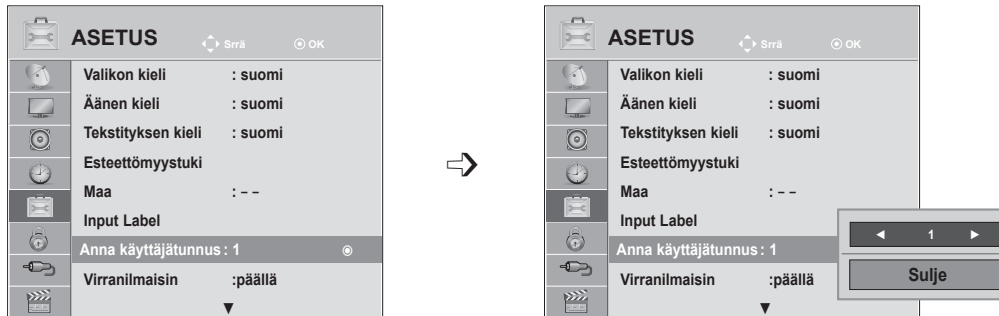 ASETUS Srrä OK
Valikon kieli : suomi
Äänen kieli : suomi
Tekstityksen kieli : suomi
Esteettömyystuki
Maa : – –
Input Label
Anna käyttäjätunnus : 1
Virranilmaisin :päällä
ASETUS Srrä OK
Valikon kieli : suomi
Äänen kieli : suomi
Tekstityksen kieli : suomi
Esteettömyystuki
Maa : – –
Input Label
Anna käyttäjätunnus : 1
Virranilmaisin :päällä
◄ 1 ►
Sulje